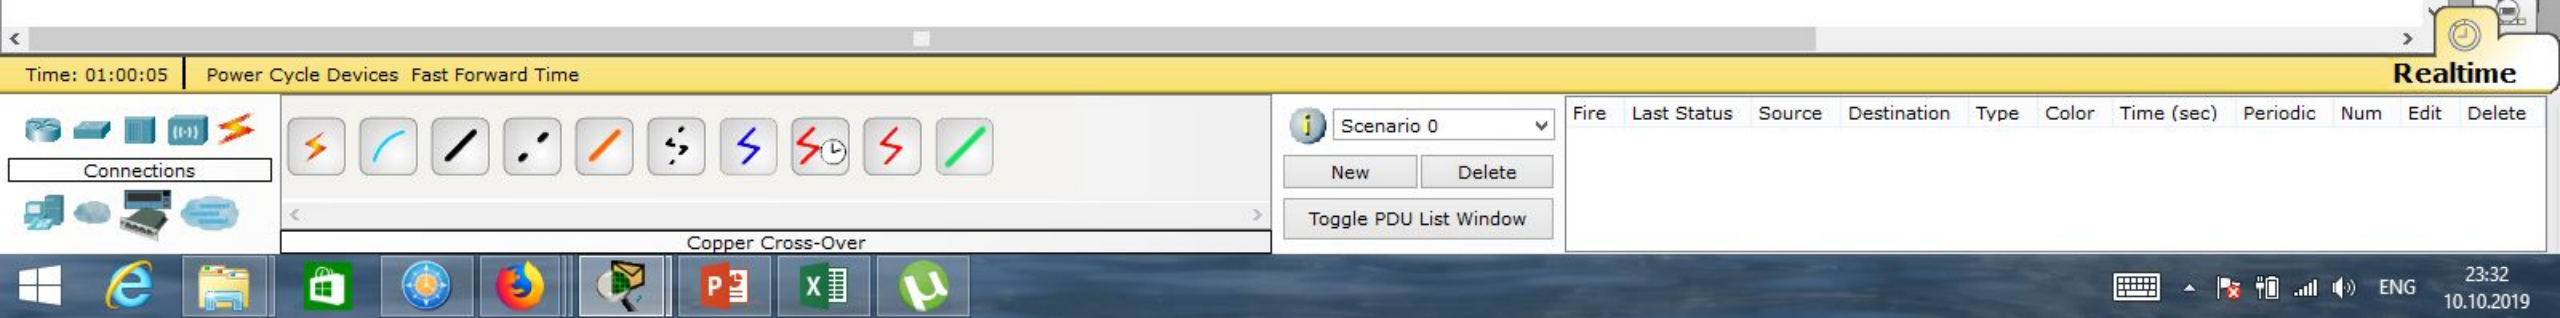 Time: 01:00:05 Power Cycle Devices Fast Forward Time
Realtime
Connections
Copper Cross-Over
i Scenario 0
New Delete
Toggle PDU List Window
Fire Last Status Source Destination Type Color Time (sec) Periodic Num Edit Delete
P X
ENG
23:32
10.10.2019